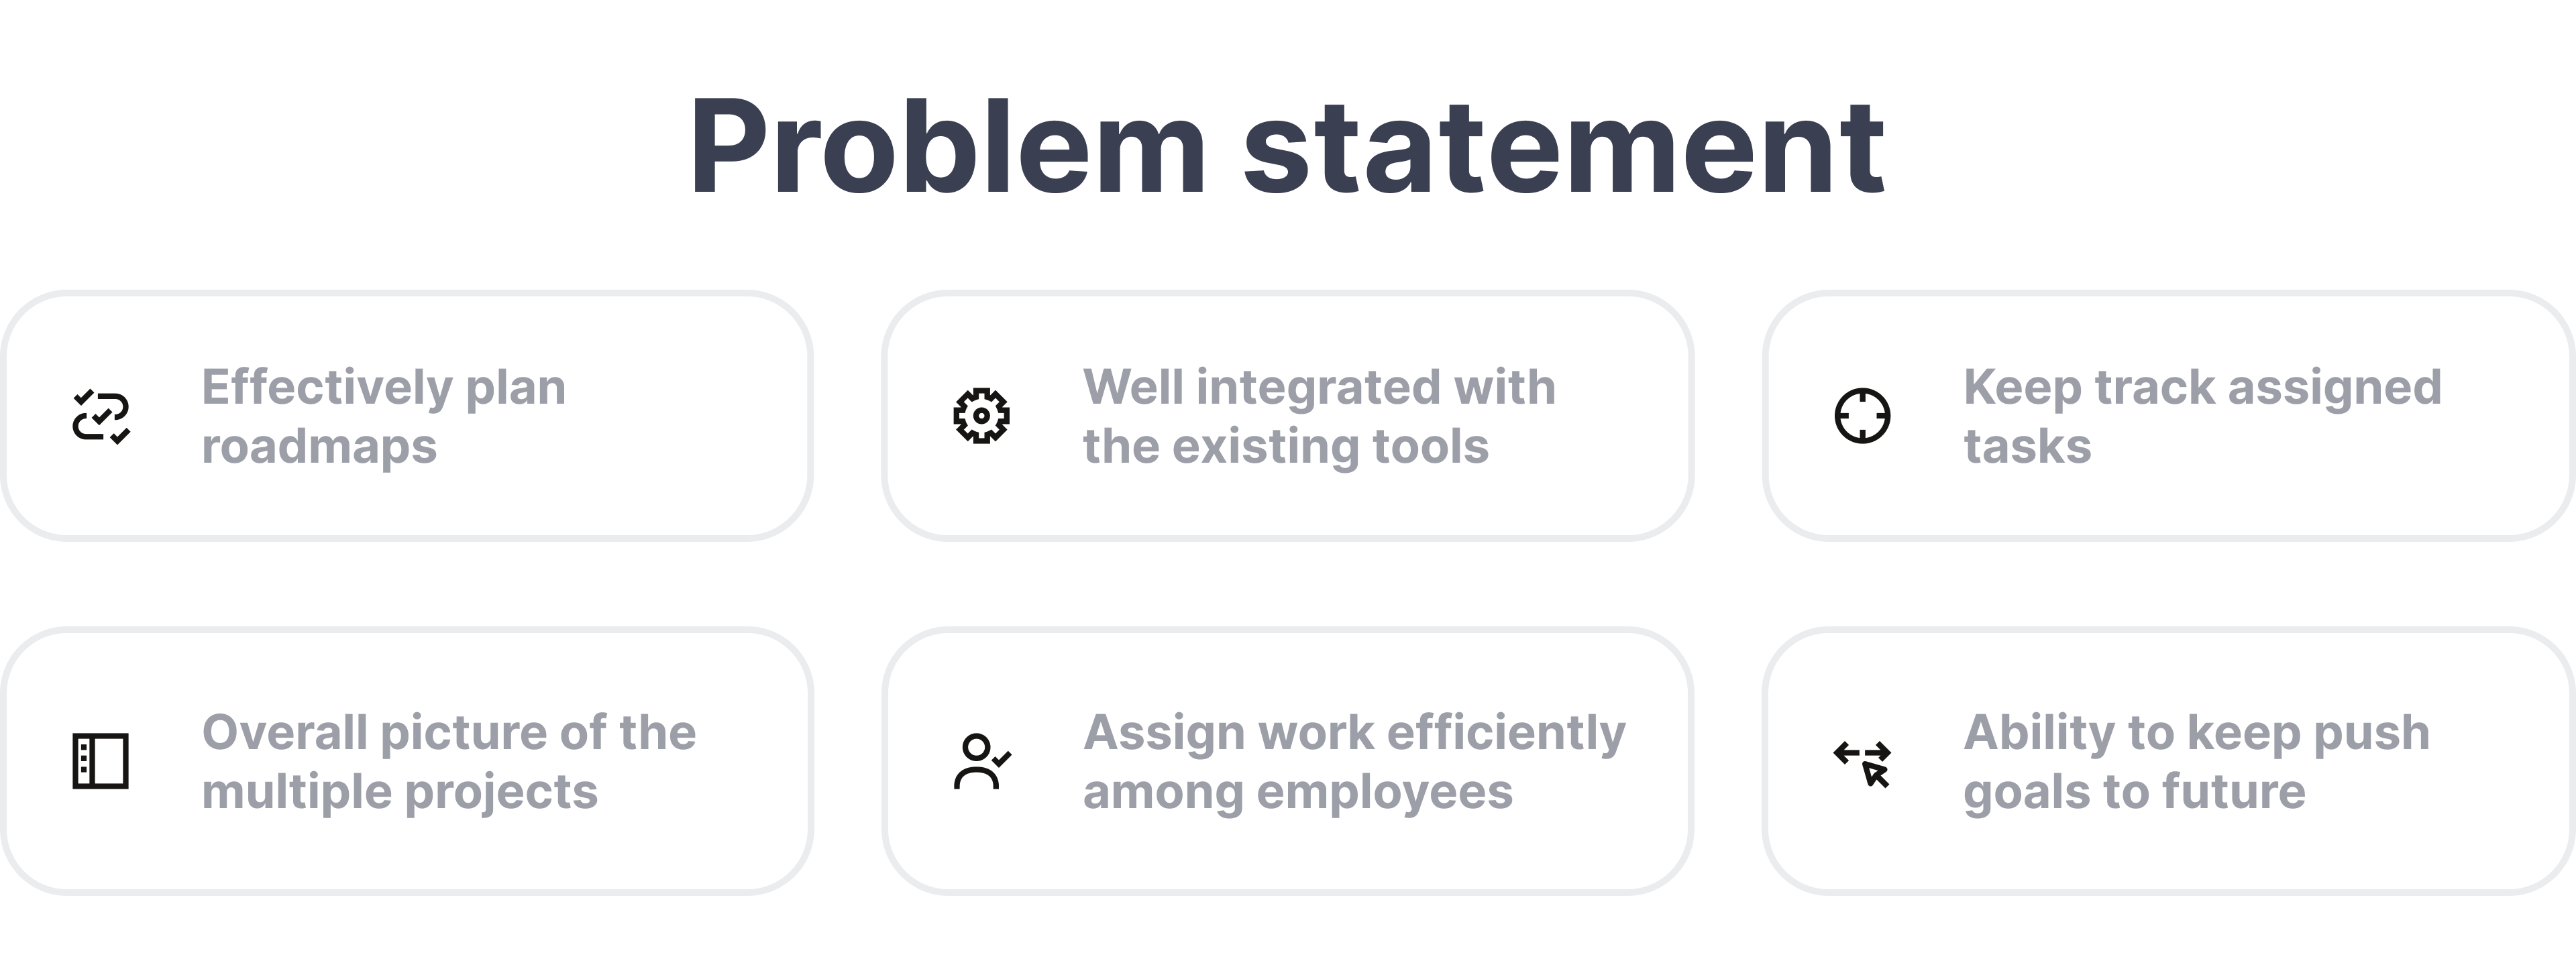 Problem statement
Effectively plan
roadmaps
Well integrated with
the existing tools
Keep track assigned
tasks
Overall picture of the
multiple projects
Assign work efficiently
among employees
Ability to keep push
goals to future